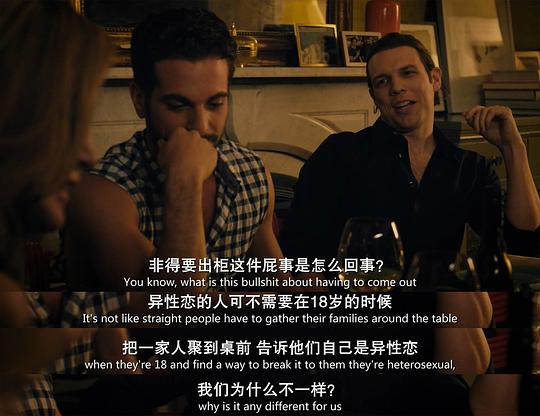 非得要出柜这件屁事是怎么回事?
You know, what is this bullshit about having to come out
异性恋的人可不需要在18岁的时候
It's not like straight people have to gather their families around the table
把一家人聚到桌前 告诉他们自己是异性恋
when they're 18 and find a way to break it to them they're heterosexual,
我们为什么不一样?
why is it any different for us